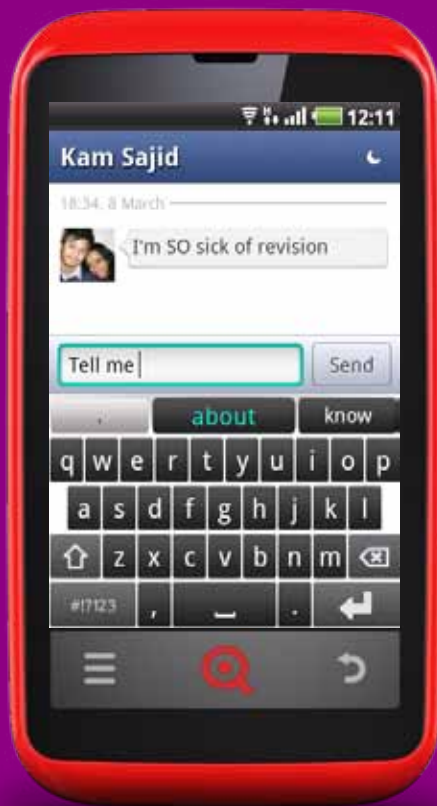 12:11
Kam Sajid
18:34, 8 March
I'm SO sick of revision
Tell me
Send
, about know
q w e r t y u i o p
a s d f g h j k l
z x c v b n m
#!?123 , .